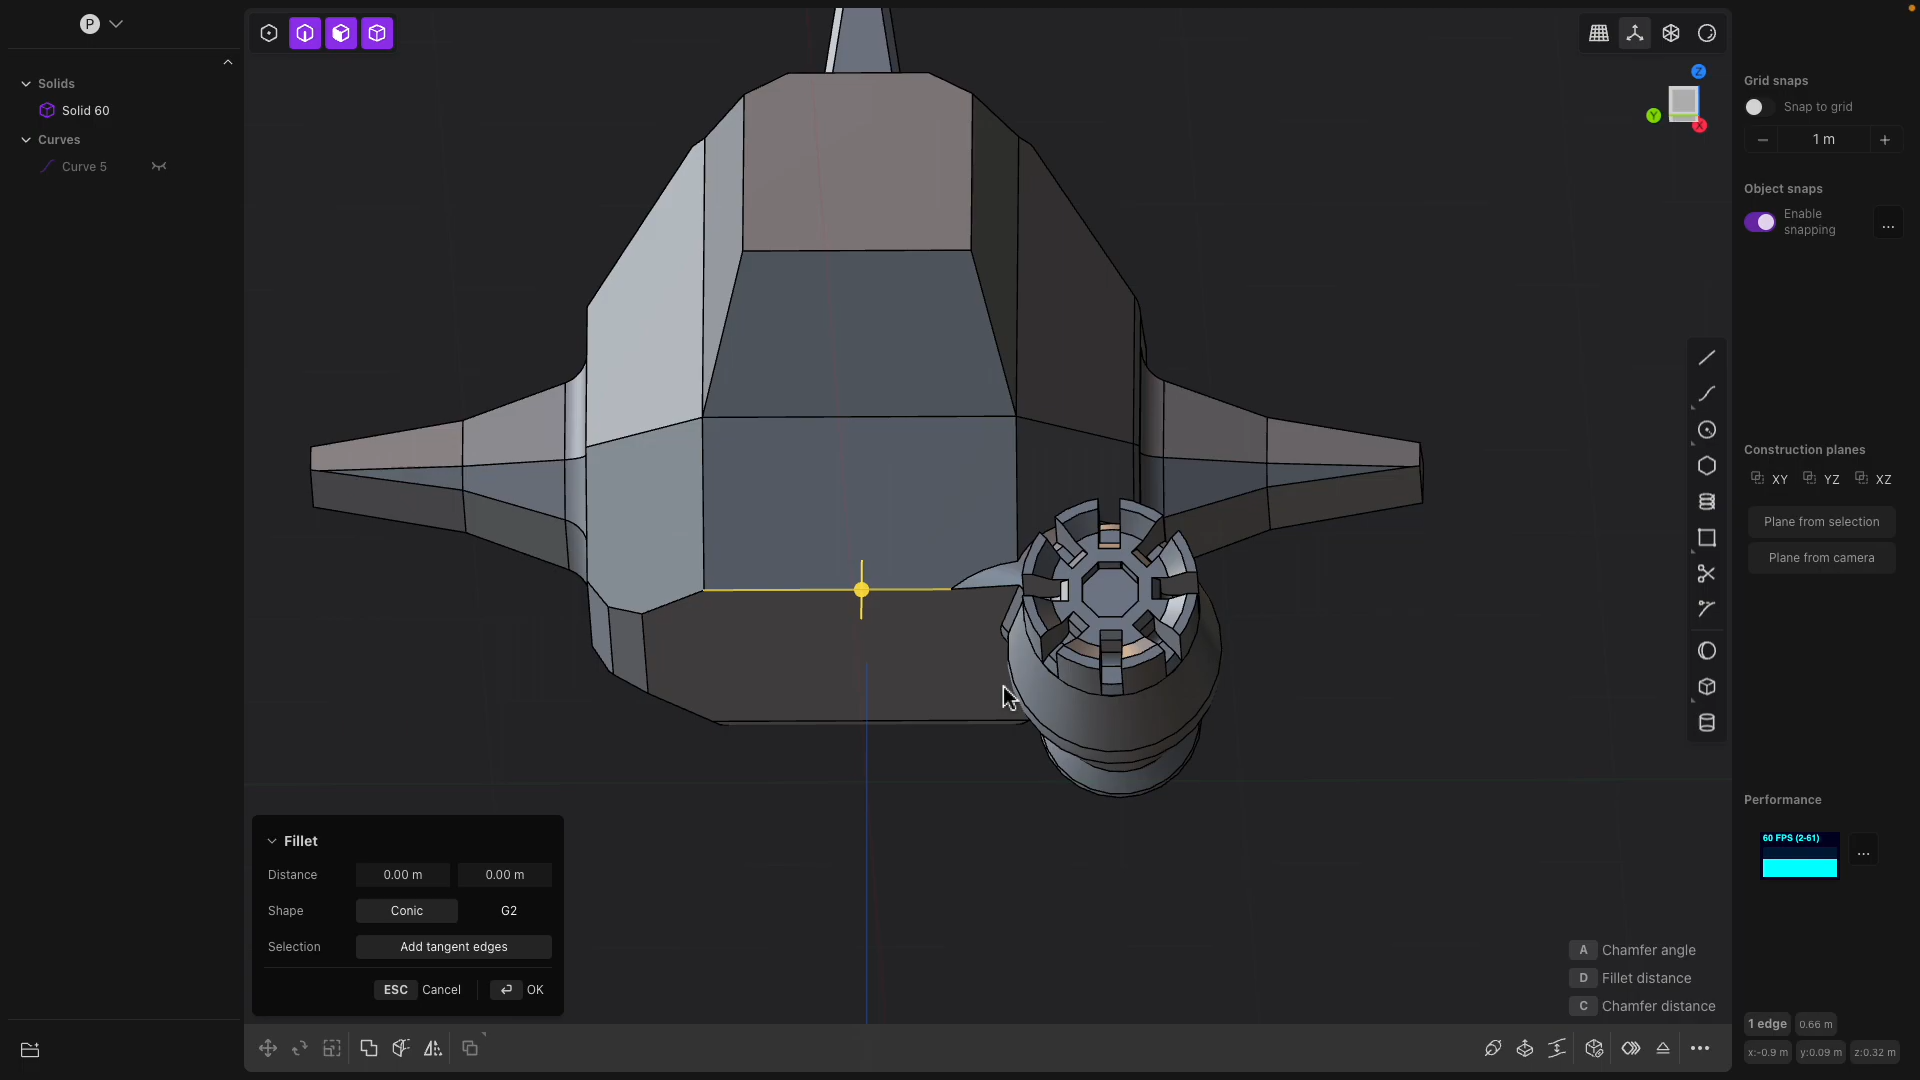 P
Solids
Solid 60
Curves
Curve 5
Z
Y
X
Grid snaps
Snap to grid
1 m
Object snaps
Enable
snapping
...
Construction planes
XY
YZ
XZ
Plane from selection
Plane from camera
Performance
60 FPS (2-61)
...
Fillet
Distance
0.00 m
0.00 m
Shape
Conic
G2
Selection
Add tangent edges
ESC Cancel
OK
A Chamfer angle
D Fillet distance
C Chamfer distance
1 edge
0.66 m
x:-0.9 m
y:0.09 m
z:0.32 m